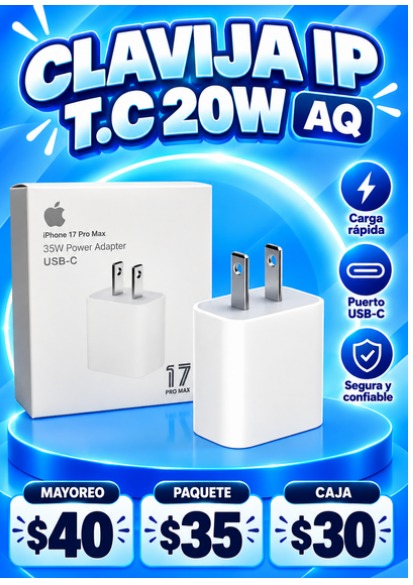 CLAVIJA IP
T.C 20W AQ
iPhone 17 Pro Max
35W Power Adapter
USB-C
17
PRO MAX
Carga
rápida
Puerto
USB-C
Segura y
confiable
MAYOREO
$40
PAQUETE
$35
CAJA
$30